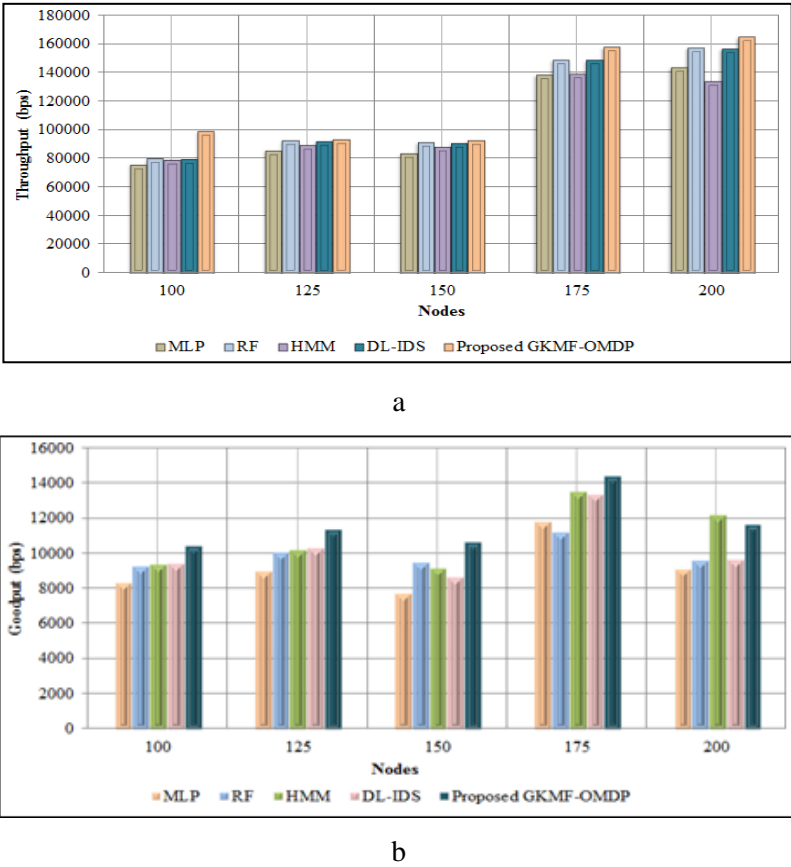 180000
160000
140000
120000
100000
80000
60000
40000
20000
0
Throughput (bps)
100 125 150 175 200
Nodes
MLP RF HMM DL-IDS Proposed GKMF-OMDP
a
16000
14000
12000
10000
8000
6000
4000
2000
0
Goodput (bps)
100 125 150 175 200
Nodes
MLP RF HMM DL-IDS Proposed GKMF-OMDP
b